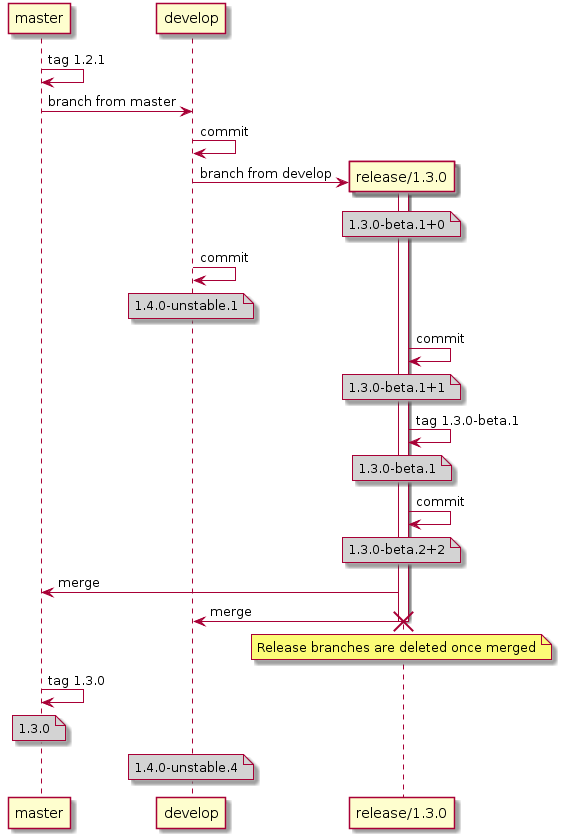 master
develop
tag 1.2.1
branch from master
commit
branch from develop
release/1.3.0
1.3.0-beta.1+0
commit
1.4.0-unstable.1
commit
1.3.0-beta.1+1
tag 1.3.0-beta.1
1.3.0-beta.1
commit
1.3.0-beta.2+2
merge
merge
Release branches are deleted once merged
tag 1.3.0
1.3.0
1.4.0-unstable.4
master
develop
release/1.3.0